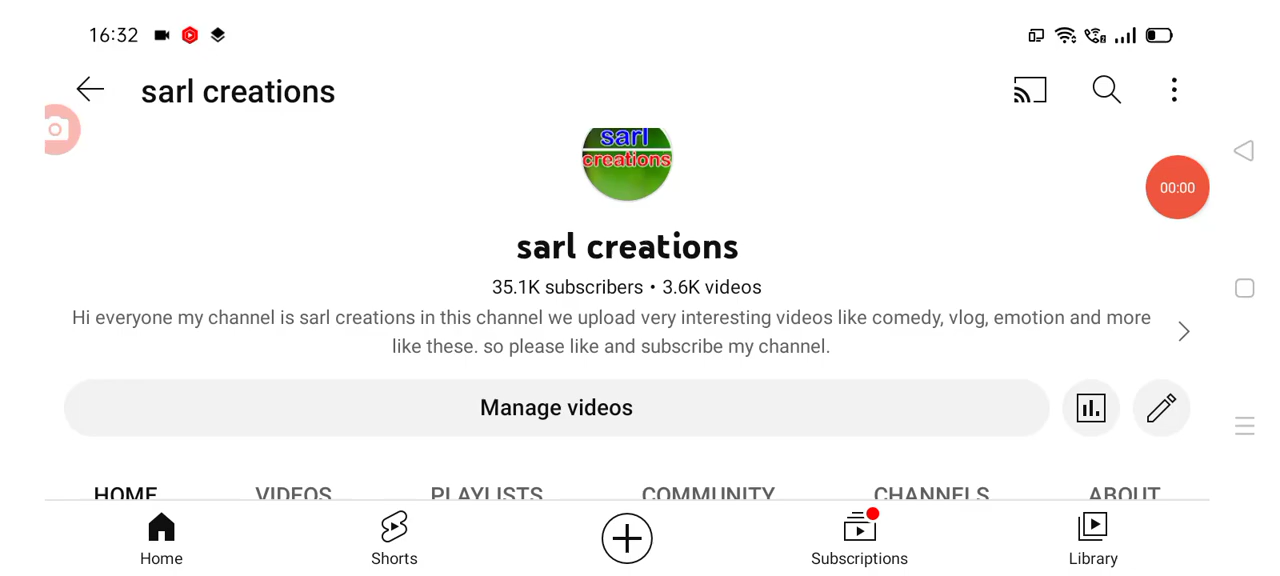 16:32
sarl creations
sarl
creations
00:00
sarl creations
35.1K subscribers • 3.6K videos
Hi everyone my channel is sarl creations in this channel we upload very interesting videos like comedy, vlog, emotion and more
like these. so please like and subscribe my channel.
Manage videos
HOME VIDEOS PLAYLISTS COMMUNITY CHANNELS ABOUT
Home Shorts Subscriptions Library